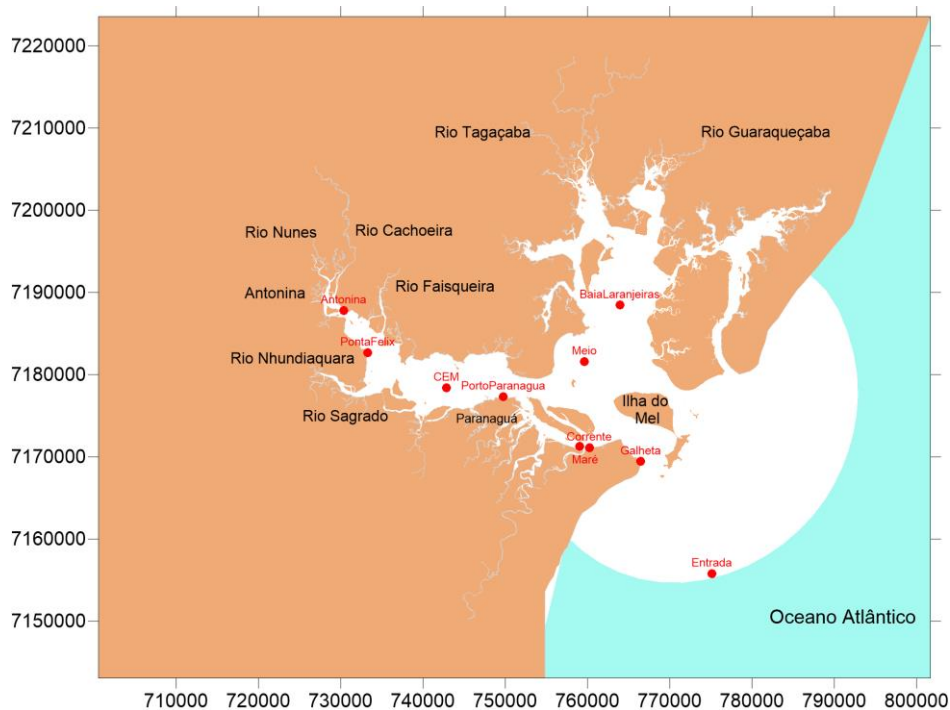 7220000
7210000
7200000
7190000
7180000
7170000
7160000
7150000
Rio Tagaçaba
Rio Guaraqueçaba
Rio Nunes
Rio Cachoeira
Antonina
Antonina
Rio Faisqueira
BaiaLaranjeiras
PontaFelix
Rio Nhundiaquara
Meio
CEM
PortoParanagua
Rio Sagrado
Paranaguá
Ilha do
Mel
Corrente
Maré
Galheta
Entrada
Oceano Atlântico
710000 720000 730000 740000 750000 760000 770000 780000 790000 800000